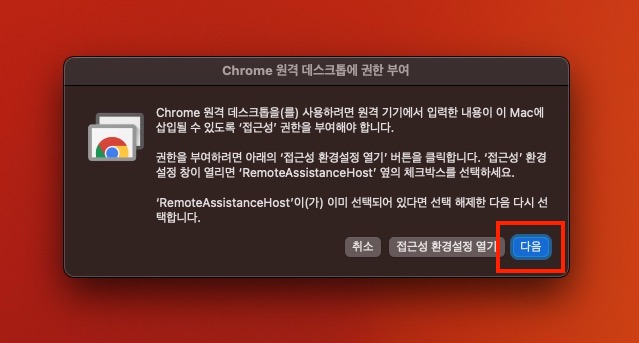 Chrome 원격 데스크톱에 권한 부여
Chrome 원격 데스크톱을(를) 사용하려면 원격 기기에서 입력한 내용이 이 Mac에
삽입될 수 있도록 ‘접근성’ 권한을 부여해야 합니다.
권한을 부여하려면 아래의 ‘접근성 환경설정 열기’ 버튼을 클릭합니다. ‘접근성’ 환경
설정 창이 열리면 ‘RemoteAssistanceHost’ 옆의 체크박스를 선택하세요.
‘RemoteAssistanceHost’이(가) 이미 선택되어 있다면 선택 해제한 다음 다시 선
택합니다.
취소 접근성 환경설정 열기 다음